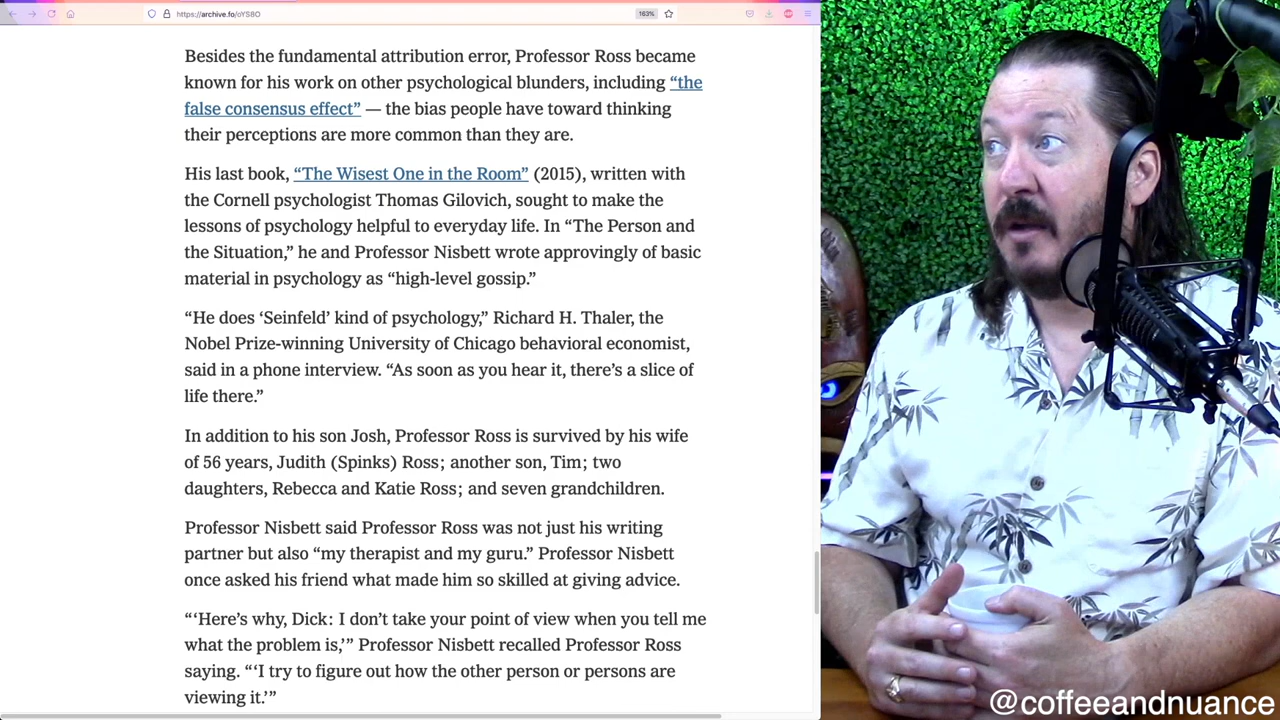 https://archive.fo/oYS8O
163%
Besides the fundamental attribution error, Professor Ross became
known for his work on other psychological blunders, including “the
false consensus effect” — the bias people have toward thinking
their perceptions are more common than they are.
His last book, “The Wisest One in the Room” (2015), written with
the Cornell psychologist Thomas Gilovich, sought to make the
lessons of psychology helpful to everyday life. In “The Person and
the Situation,” he and Professor Nisbett wrote approvingly of basic
material in psychology as “high-level gossip.”
“He does ‘Seinfeld’ kind of psychology,” Richard H. Thaler, the
Nobel Prize-winning University of Chicago behavioral economist,
said in a phone interview. “As soon as you hear it, there’s a slice of
life there.”
In addition to his son Josh, Professor Ross is survived by his wife
of 56 years, Judith (Spinks) Ross; another son, Tim; two
daughters, Rebecca and Katie Ross; and seven grandchildren.
Professor Nisbett said Professor Ross was not just his writing
partner but also “my therapist and my guru.” Professor Nisbett
once asked his friend what made him so skilled at giving advice.
“‘Here’s why, Dick: I don’t take your point of view when you tell me
what the problem is,’” Professor Nisbett recalled Professor Ross
saying. “‘I try to figure out how the other person or persons are
viewing it.’”
@coffeeandnuance